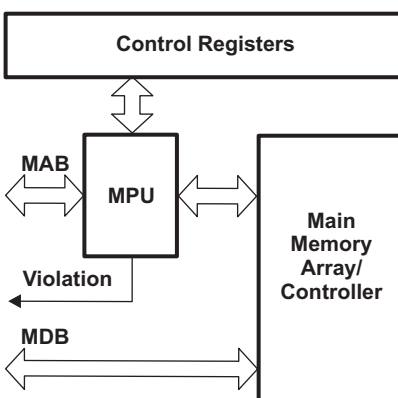 Control Registers
MAB
MPU
Main
Memory
Array/
Controller
Violation
MDB